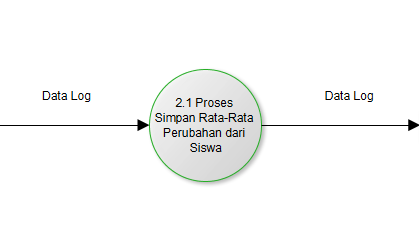 Data Log
2.1 Proses
Simpan Rata-Rata
Perubahan dari
Siswa
Data Log